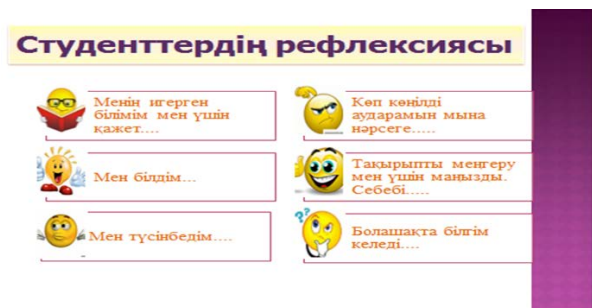 Студенттердің рефлексиясы
Менің игерген
білімім мен үшін
қажет....
Мен білдім...
Мен түсінбедім....
Көп көңілді
аударамын мына
нәрсеге.....
Тақырыпты меңгеру
мен үшін маңызды.
Себебі.....
Болашақта білгім
келеді....